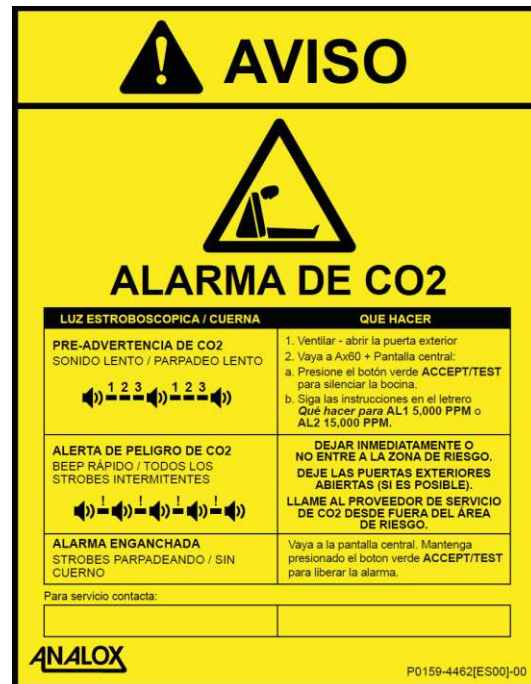 AVISO
ALARMA DE CO2
LUZ ESTROBOSCOPICA / CUERNA
QUE HACER
PRE-ADVERTENCIA DE CO2
SONIDO LENTO / PARPADEO LENTO
1 2 3 1 2 3
1. Ventilar - abrir la puerta exterior
2. Vaya a Ax60 + Pantalla central:
a. Presione el botón verde ACCEPT/TEST
para silenciar la bocina.
b. Siga las instrucciones en el letrero
Qué hacer para AL1 5,000 PPM o
AL2 15,000 PPM.
ALERTA DE PELIGRO DE CO2
BEEP RÁPIDO / TODOS LOS
STROBES INTERMITENTES
! ! ! !
DEJAR INMEDIATAMENTE O
NO ENTRE A LA ZONA DE RIESGO.
DEJE LAS PUERTAS EXTERIORES
ABIERTAS (SI ES POSIBLE).
LLAME AL PROVEEDOR DE SERVICIO
DE CO2 DESDE FUERA DEL ÁREA
DE RIESGO.
ALARMA ENGANCHADA
STROBES PARPADEANDO / SIN
CUERNO
Vaya a la pantalla central. Mantenga
presionado el boton verde ACCEPT/TEST
para liberar la alarma.
Para servicio contacta:
ANALOX
P0159-4462[ES00]-00